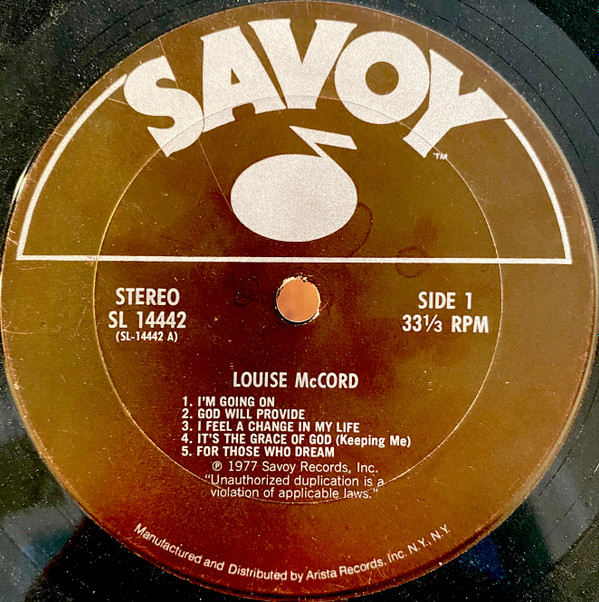 SAVOY™
STEREO
SL 14442
(SL-14442 A)
SIDE 1
33⅓ RPM
LOUISE McCORD
1. I'M GOING ON
2. GOD WILL PROVIDE
3. I FEEL A CHANGE IN MY LIFE
4. IT'S THE GRACE OF GOD (Keeping Me)
5. FOR THOSE WHO DREAM
℗ 1977 Savoy Records, Inc.
"Unauthorized duplication is a
violation of applicable laws."
Manufactured and Distributed by Arista Records, Inc. N.Y., N.Y.